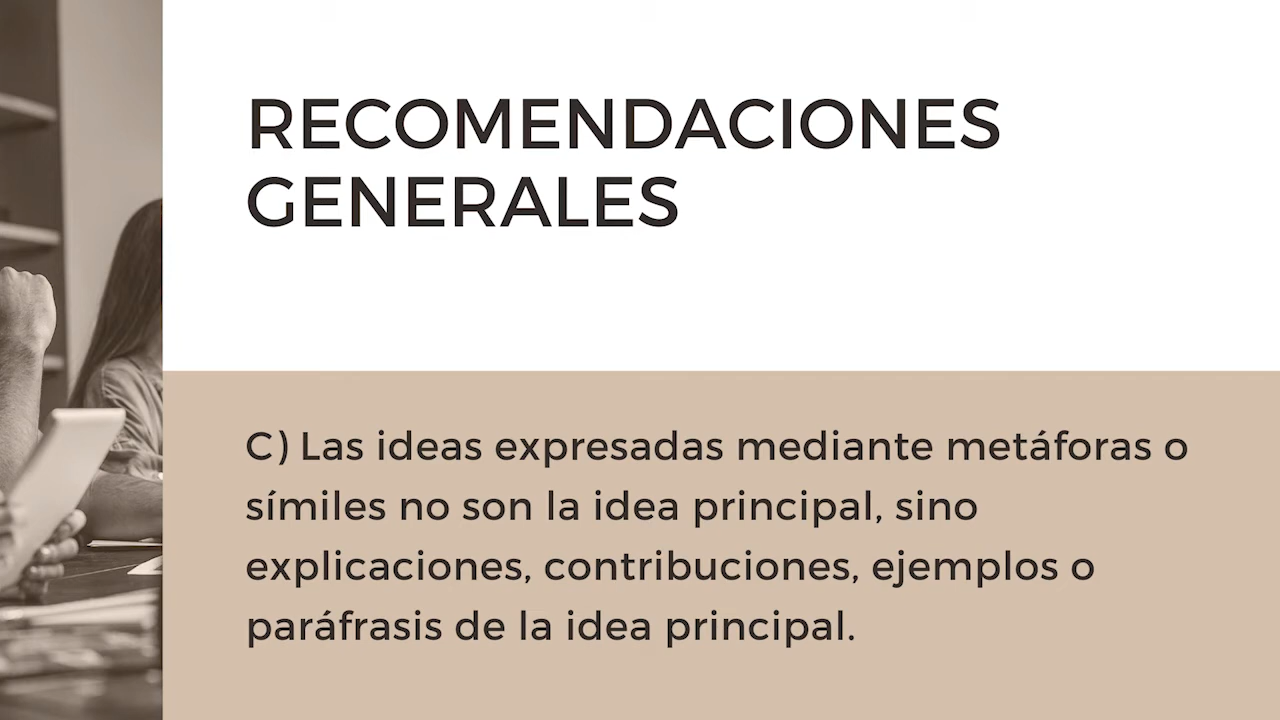 RECOMENDACIONES
GENERALES
C) Las ideas expresadas mediante metáforas o
símiles no son la idea principal, sino
explicaciones, contribuciones, ejemplos o
paráfrasis de la idea principal.